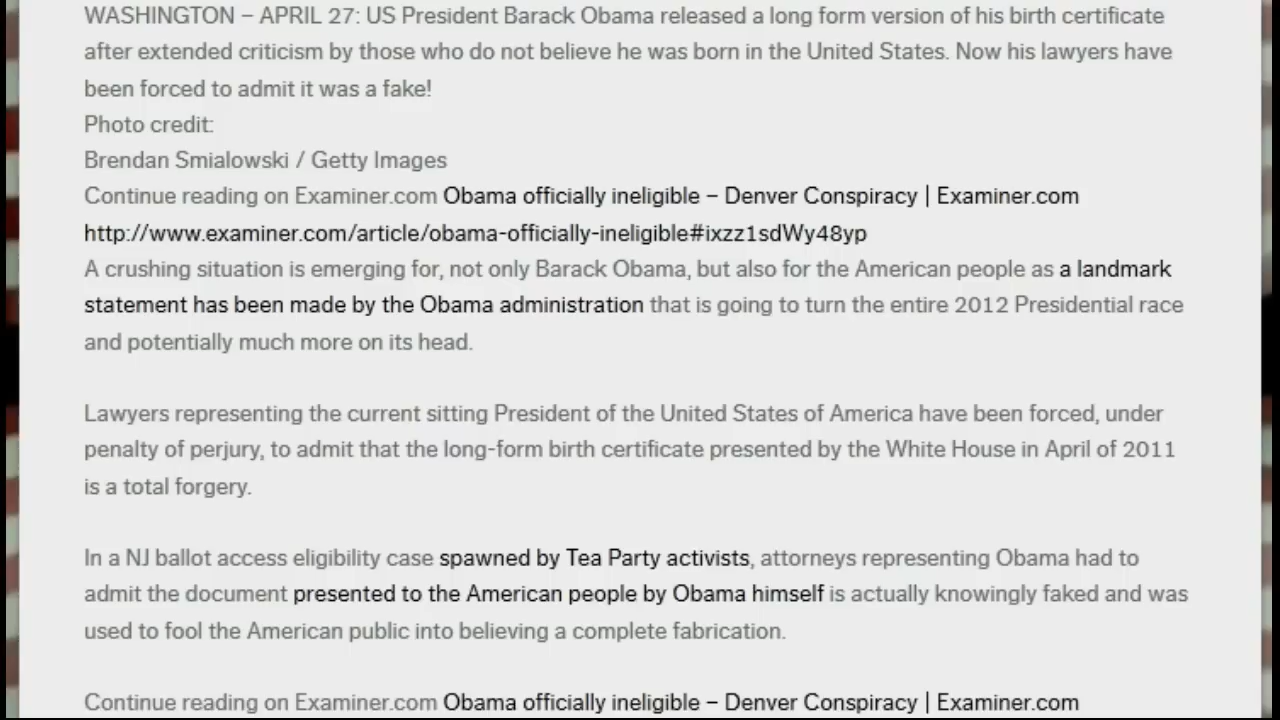 WASHINGTON – APRIL 27: US President Barack Obama released a long form version of his birth certificate
after extended criticism by those who do not believe he was born in the United States. Now his lawyers have
been forced to admit it was a fake!
Photo credit:
Brendan Smialowski / Getty Images
Continue reading on Examiner.com Obama officially ineligible – Denver Conspiracy | Examiner.com
http://www.examiner.com/article/obama-officially-ineligible#ixzz1sdWy48yp
A crushing situation is emerging for, not only Barack Obama, but also for the American people as a landmark
statement has been made by the Obama administration that is going to turn the entire 2012 Presidential race
and potentially much more on its head.
Lawyers representing the current sitting President of the United States of America have been forced, under
penalty of perjury, to admit that the long-form birth certificate presented by the White House in April of 2011
is a total forgery.
In a NJ ballot access eligibility case spawned by Tea Party activists, attorneys representing Obama had to
admit the document presented to the American people by Obama himself is actually knowingly faked and was
used to fool the American public into believing a complete fabrication.
Continue reading on Examiner.com Obama officially ineligible – Denver Conspiracy | Examiner.com